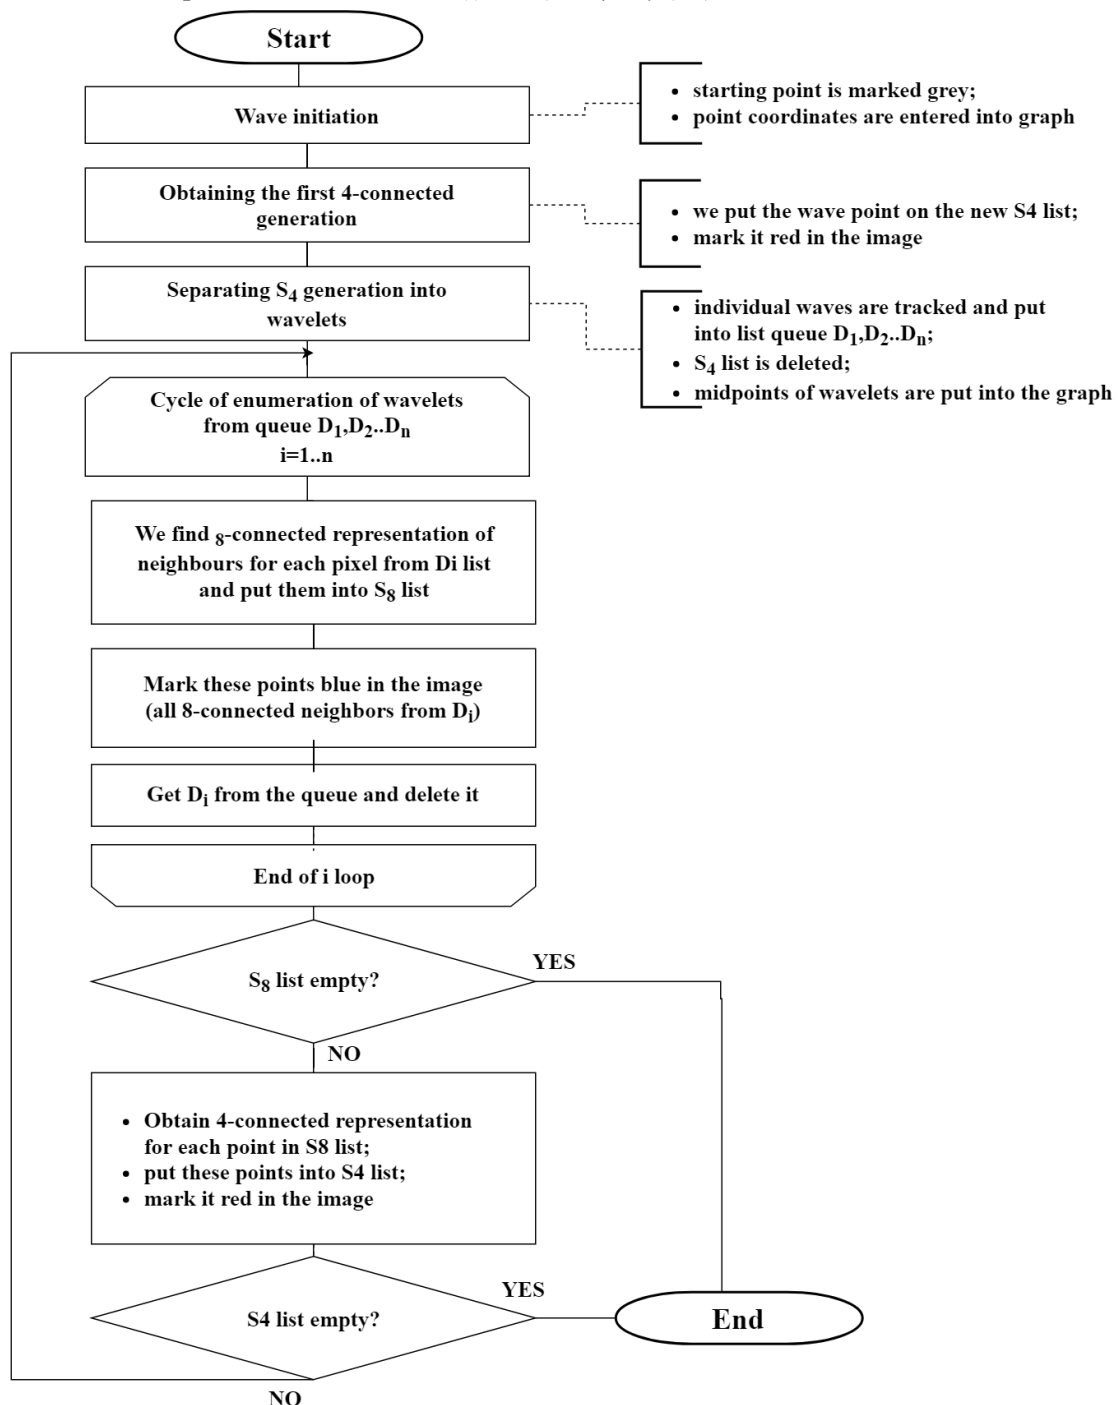 Start
Wave initiation
• starting point is marked grey;
• point coordinates are entered into graph
Obtaining the first 4-connected
generation
• we put the wave point on the new S4 list;
• mark it red in the image
Separating S4 generation into
wavelets
• individual waves are tracked and put
into list queue D1,D2..Dn;
• S4 list is deleted;
• midpoints of wavelets are put into the graph
Cycle of enumeration of wavelets
from queue D1,D2..Dn
i=1..n
We find 8-connected representation of
neighbours for each pixel from Di list
and put them into S8 list
Mark these points blue in the image
(all 8-connected neighbors from Di)
Get Di from the queue and delete it
End of i loop
S8 list empty?
YES
NO
• Obtain 4-connected representation
for each point in S8 list;
• put these points into S4 list;
• mark it red in the image
S4 list empty?
YES
End
NO